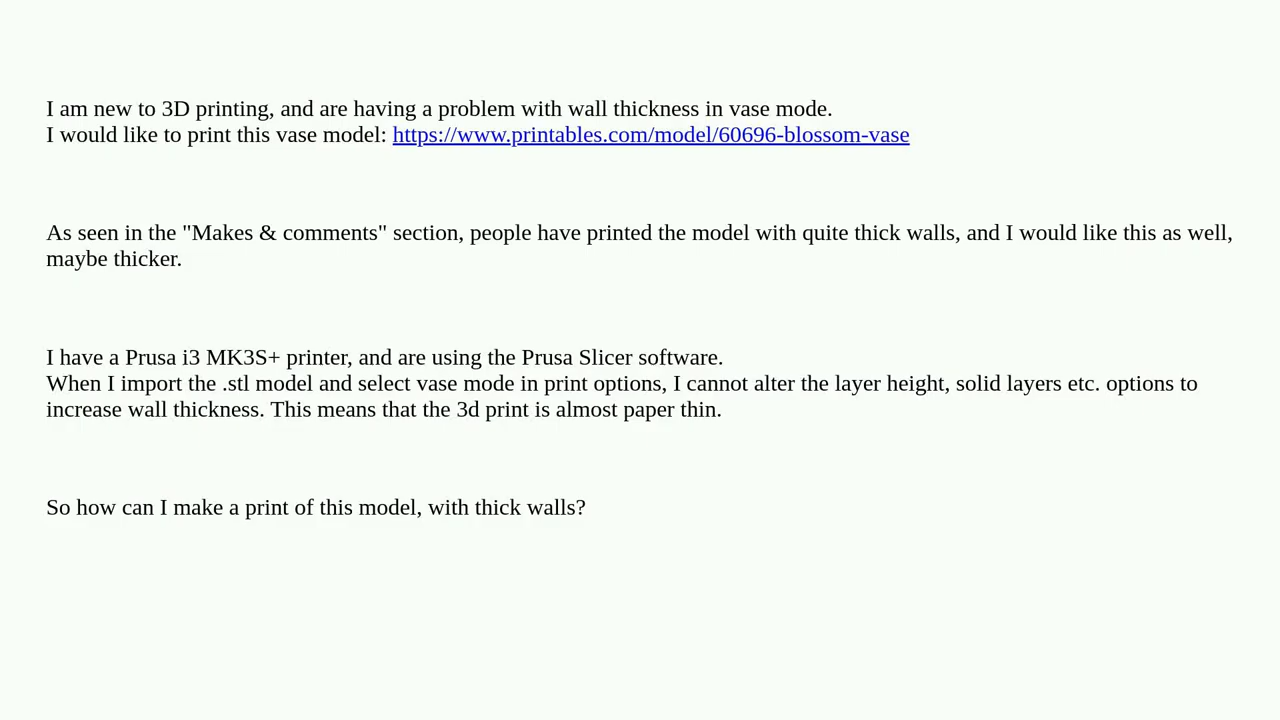 I am new to 3D printing, and are having a problem with wall thickness in vase mode.
I would like to print this vase model: https://www.printables.com/model/60696-blossom-vase
As seen in the "Makes & comments" section, people have printed the model with quite thick walls, and I would like this as well,
maybe thicker.
I have a Prusa i3 MK3S+ printer, and are using the Prusa Slicer software.
When I import the .stl model and select vase mode in print options, I cannot alter the layer height, solid layers etc. options to
increase wall thickness. This means that the 3d print is almost paper thin.
So how can I make a print of this model, with thick walls?